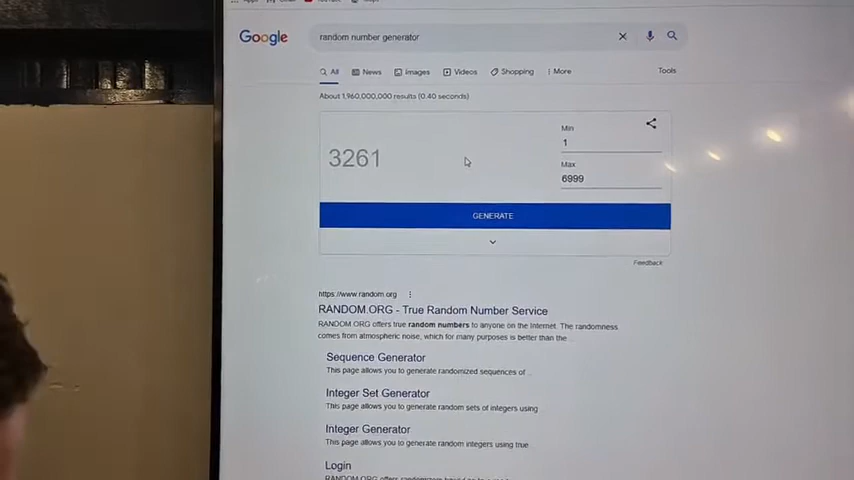 Google
random number generator
All News Images Videos Shopping More
Tools
About 1,960,000,000 results (0.40 seconds)
Min
1
3261
Max
6999
GENERATE
Feedback
https://www.random.org
RANDOM.ORG - True Random Number Service
RANDOM.ORG offers true random numbers to anyone on the Internet. The randomness
comes from atmospheric noise, which for many purposes is better than the ...
Sequence Generator
This page allows you to generate randomized sequences of ...
Integer Set Generator
This page allows you to generate random sets of integers using
Integer Generator
This page allows you to generate random integers using true
Login